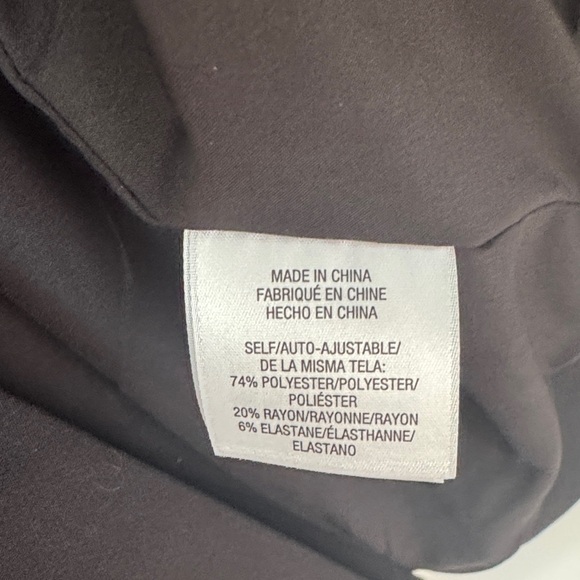 MADE IN CHINA
FABRIQUÉ EN CHINE
HECHO EN CHINA
SELF/AUTO-AJUSTABLE/
DE LA MISMA TELA:
74% POLYESTER/POLYESTER/
POLIÉSTER
20% RAYON/RAYONNE/RAYON
6% ELASTANE/ÉLASTHANNE/
ELASTANO